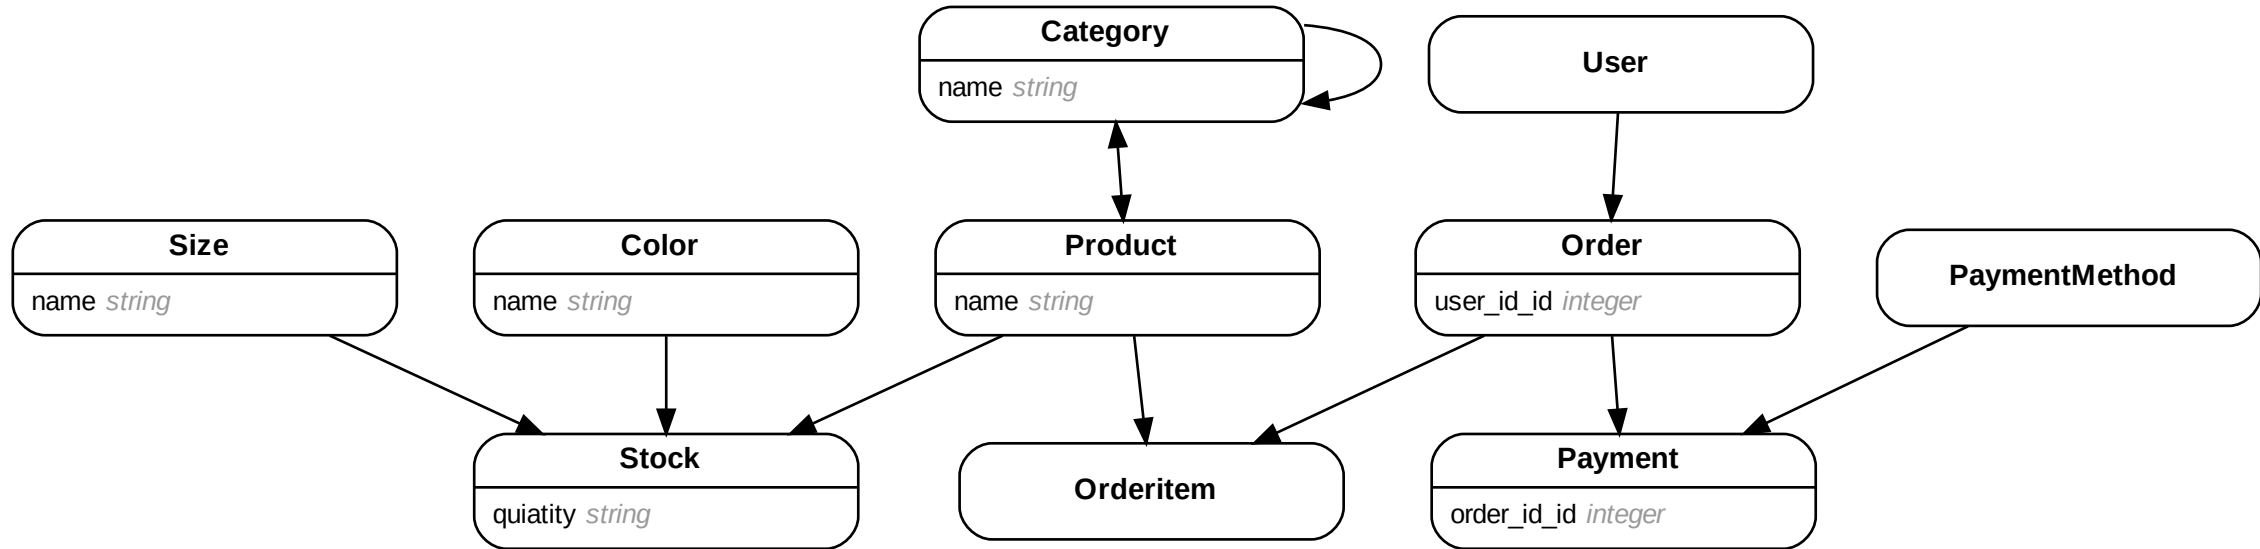 Category
name string
User
Size
name string
Color
name string
Product
name string
Order
user_id_id integer
PaymentMethod
Stock
quiatity string
Orderitem
Payment
order_id_id integer